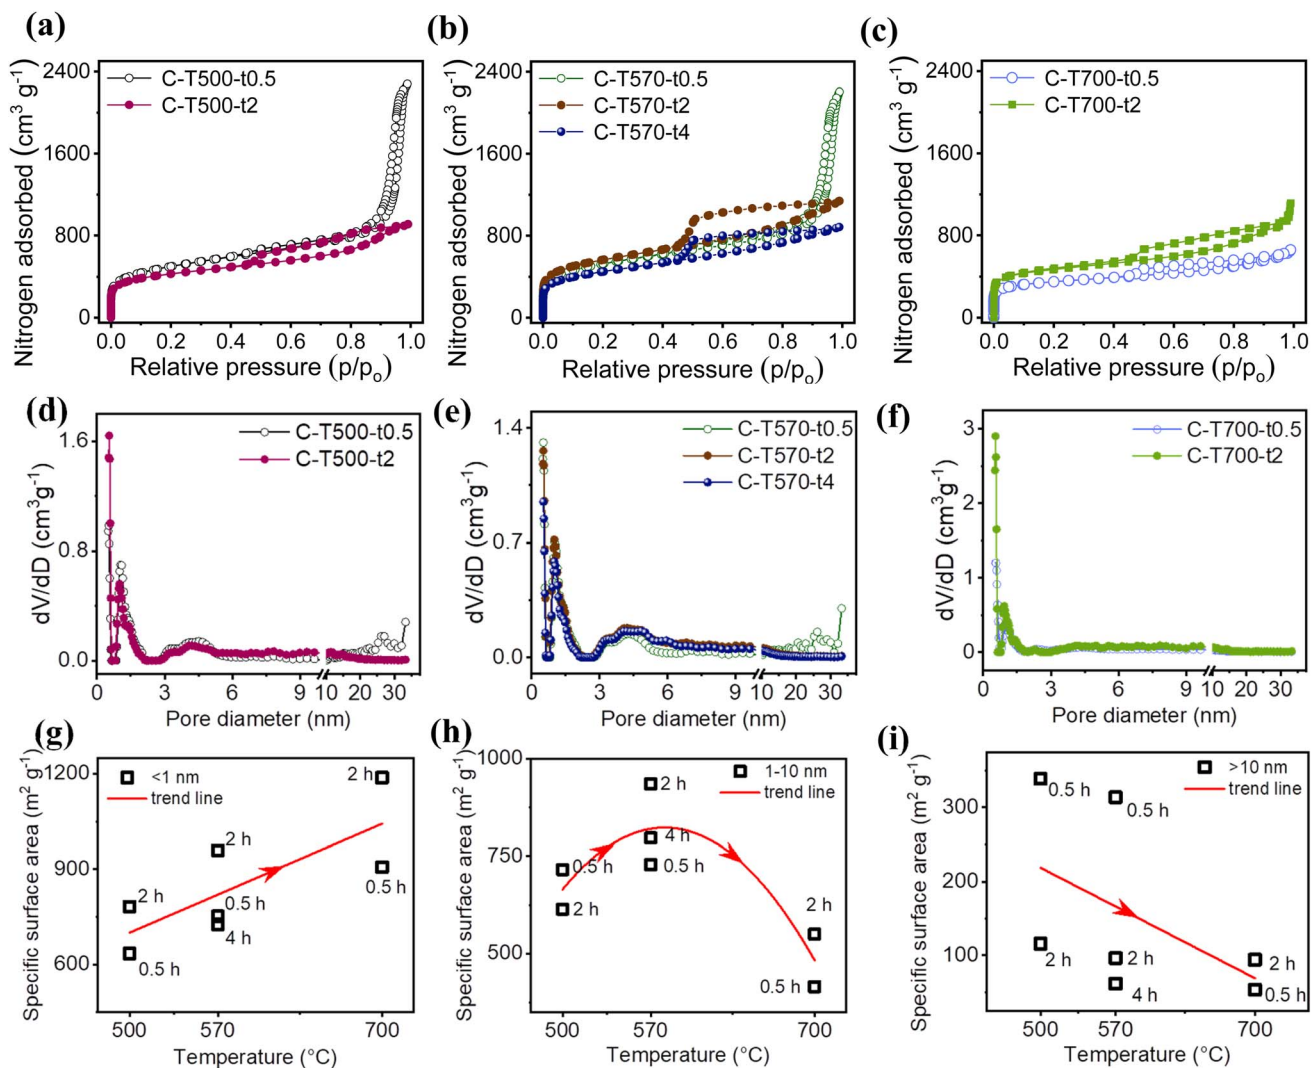 (a)
2400
1600
800
0
Nitrogen adsorbed (cm³ g⁻¹)
C-T500-t0.5
C-T500-t2
0.0 0.2 0.4 0.6 0.8 1.0
Relative pressure (p/pₒ)
(b)
2400
1600
800
0
Nitrogen adsorbed (cm³ g⁻¹)
C-T570-t0.5
C-T570-t2
C-T570-t4
0.0 0.2 0.4 0.6 0.8 1.0
Relative pressure (p/pₒ)
(c)
2400
1600
800
0
Nitrogen adsorbed (cm³ g⁻¹)
C-T700-t0.5
C-T700-t2
0.0 0.2 0.4 0.6 0.8 1.0
Relative pressure (p/pₒ)
(d)
1.6
0.8
0.0
dV/dD (cm³g⁻¹)
C-T500-t0.5
C-T500-t2
0 3 6 9 10 20 30
Pore diameter (nm)
(e)
1.4
0.7
0.0
dV/dD (cm³g⁻¹)
C-T570-t0.5
C-T570-t2
C-T570-t4
0 3 6 9 10 20 30
Pore diameter (nm)
(f)
3
2
1
0
dV/dD (cm³g⁻¹)
C-T700-t0.5
C-T700-t2
0 3 6 9 10 20 30
Pore diameter (nm)
(g)
1200
900
600
Specific surface area (m² g⁻¹)
<1 nm
trend line
2 h
2 h
2 h
0.5 h
0.5 h
4 h
0.5 h
500 570 700
Temperature (°C)
(h)
1000
750
500
Specific surface area (m² g⁻¹)
1-10 nm
trend line
2 h
4 h
0.5 h
0.5 h
2 h
2 h
0.5 h
500 570 700
Temperature (°C)
(i)
300
200
100
0
Specific surface area (m² g⁻¹)
>10 nm
trend line
0.5 h
0.5 h
2 h
2 h
2 h
4 h
0.5 h
500 570 700
Temperature (°C)